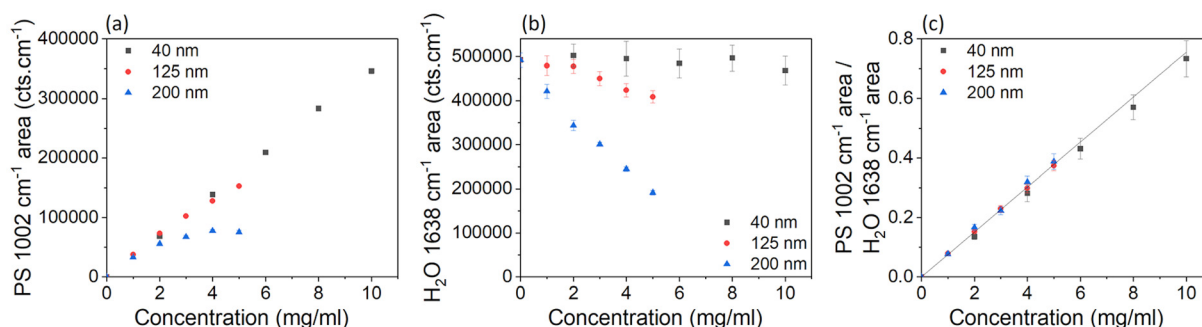 (a)
PS 1002 cm⁻¹ area (cts.cm⁻¹)
400000
300000
200000
100000
0
40 nm
125 nm
200 nm
0 2 4 6 8 10
Concentration (mg/ml)
(b)
H₂O 1638 cm⁻¹ area (cts.cm⁻¹)
500000
400000
300000
200000
100000
0
40 nm
125 nm
200 nm
0 2 4 6 8 10
Concentration (mg/ml)
(c)
PS 1002 cm⁻¹ area /
H₂O 1638 cm⁻¹ area
0.8
0.6
0.4
0.2
0.0
40 nm
125 nm
200 nm
0 2 4 6 8 10
Concentration (mg/ml)